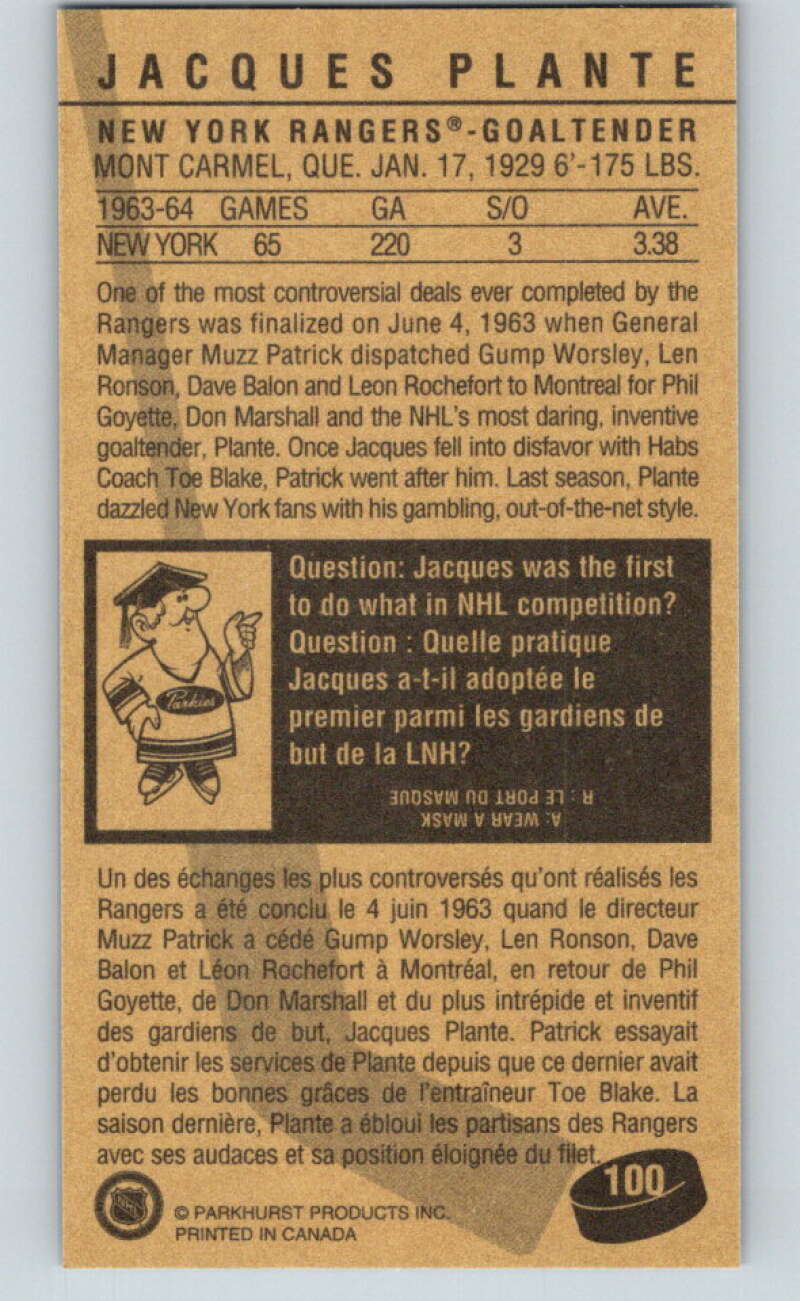 JACQUES PLANTE
NEW YORK RANGERS®-GOALTENDER
MONT CARMEL, QUE. JAN. 17, 1929 6'-175 LBS.
1963-64 GAMES GA S/O AVE.
NEW YORK 65 220 3 3.38
One of the most controversial deals ever completed by the
Rangers was finalized on June 4, 1963 when General
Manager Muzz Patrick dispatched Gump Worsley, Len
Ronson, Dave Balon and Leon Rochefort to Montreal for Phil
Goyette, Don Marshall and the NHL's most daring, inventive
goaltender, Plante. Once Jacques fell into disfavor with Habs
Coach Toe Blake, Patrick went after him. Last season, Plante
dazzled New York fans with his gambling, out-of-the-net style.
Parkies
Question: Jacques was the first
to do what in NHL competition?
Question : Quelle pratique
Jacques a-t-il adoptée le
premier parmi les gardiens de
but de la LNH?
A: WEAR A MASK
R : LE PORT DU MASQUE
Un des échanges les plus controversés qu'ont réalisés les
Rangers a été conclu le 4 juin 1963 quand le directeur
Muzz Patrick a cédé Gump Worsley, Len Ronson, Dave
Balon et Léon Rochefort à Montréal, en retour de Phil
Goyette, de Don Marshall et du plus intrépide et inventif
des gardiens de but, Jacques Plante. Patrick essayait
d'obtenir les services de Plante depuis que ce dernier avait
perdu les bonnes grâces de l'entraîneur Toe Blake. La
saison dernière, Plante a ébloui les partisans des Rangers
avec ses audaces et sa position éloignée du filet.
100
NHL
© PARKHURST PRODUCTS INC.
PRINTED IN CANADA